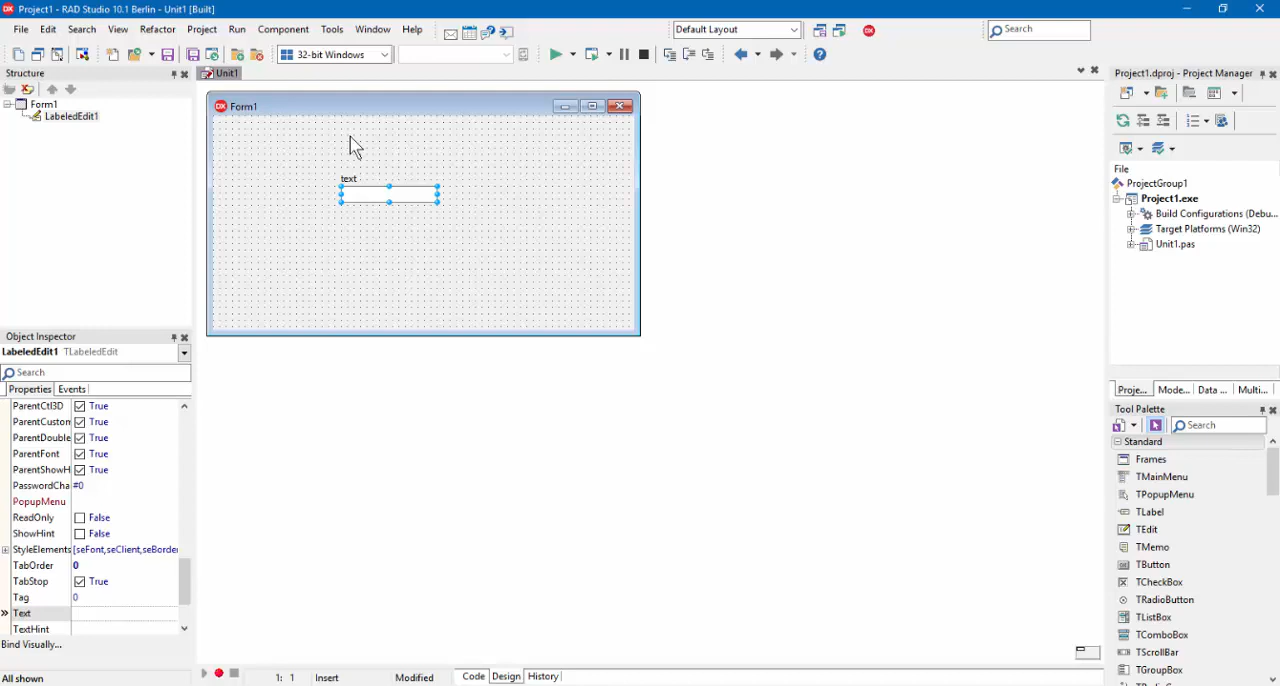 Project1 - RAD Studio 10.1 Berlin - Unit1 [Built]
File Edit Search View Refactor Project Run Component Tools Window Help
Default Layout
Search
32-bit Windows
Structure
Unit1
Project1.dproj - Project Manager
Form1
LabeledEdit1
Form1
text
File
ProjectGroup1
Project1.exe
Build Configurations (Debu...
Target Platforms (Win32)
Unit1.pas
Object Inspector
LabeledEdit1 TLabeledEdit
Search
Properties Events
ParentCtl3D True
ParentCustom True
ParentDouble True
ParentFont True
ParentShowH True
PasswordCha #0
PopupMenu
ReadOnly False
ShowHint False
StyleElements [seFont,seClient,seBorder
TabOrder 0
TabStop True
Tag 0
Text
TextHint
Bind Visually...
All shown
Proje... Mode... Data ... Multi...
Tool Palette
Search
Standard
Frames
TMainMenu
TPopupMenu
TLabel
TEdit
TMemo
TButton
TCheckBox
TRadioButton
TListBox
TComboBox
TScrollBar
TGroupBox
1: 1 Insert Modified Code Design History